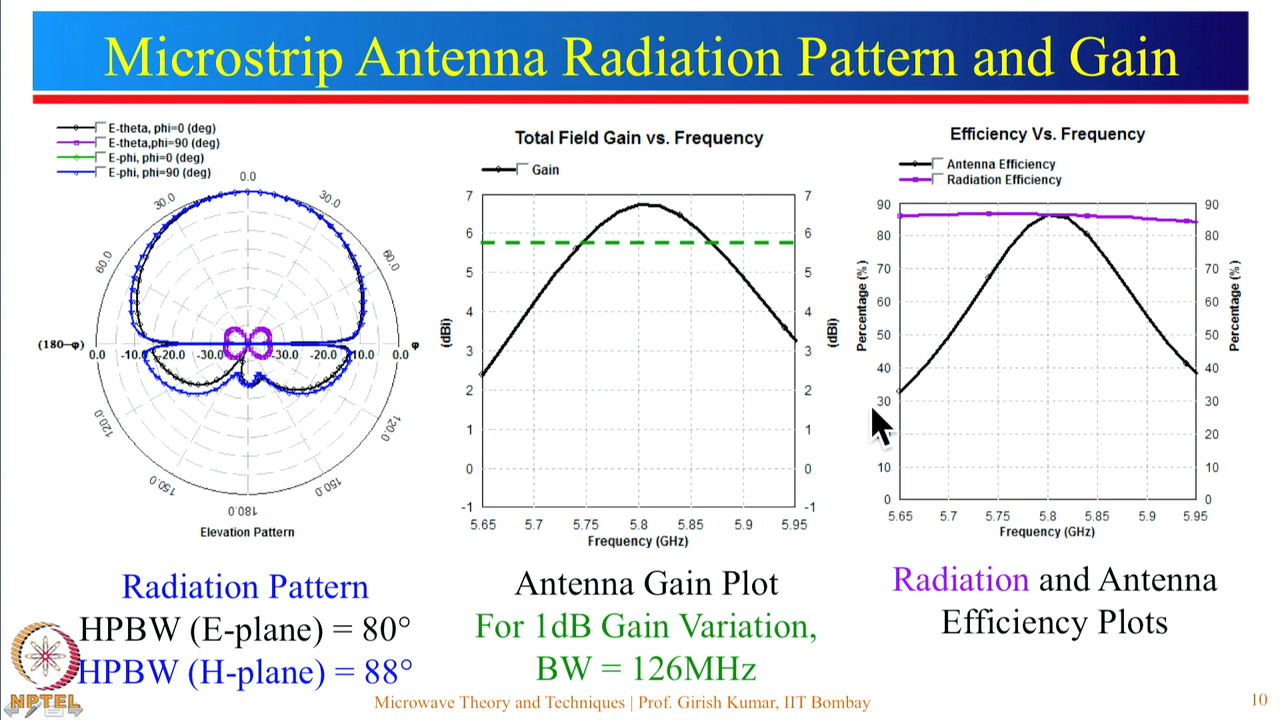 Microstrip Antenna Radiation Pattern and Gain
E-theta, phi=0 (deg)
E-theta,phi=90 (deg)
E-phi, phi=0 (deg)
E-phi, phi=90 (deg)
0.0
30.0 30.0
60.0 60.0
(180-φ) φ
0.0 -10.0 -20.0 -30.0 -30.0 -20.0 -10.0 0.0
120.0 120.0
150.0 150.0
180.0
Elevation Pattern
Total Field Gain vs. Frequency
Gain
7 7
6 6
5 5
4 4
3 3
2 2
1 1
0 0
-1 -1
(dBi) (dBi)
5.65 5.7 5.75 5.8 5.85 5.9 5.95
Frequency (GHz)
Efficiency Vs. Frequency
Antenna Efficiency
Radiation Efficiency
90 90
80 80
70 70
60 60
50 50
40 40
30 30
20
10 10
0 0
Percentage (%) Percentage (%)
5.65 5.7 5.75 5.8 5.85 5.9 5.95
Frequency (GHz)
Radiation Pattern
HPBW (E-plane) = 80°
HPBW (H-plane) = 88°
Antenna Gain Plot
For 1dB Gain Variation,
BW = 126MHz
Radiation and Antenna
Efficiency Plots
NPTEL
Microwave Theory and Techniques | Prof. Girish Kumar, IIT Bombay
10